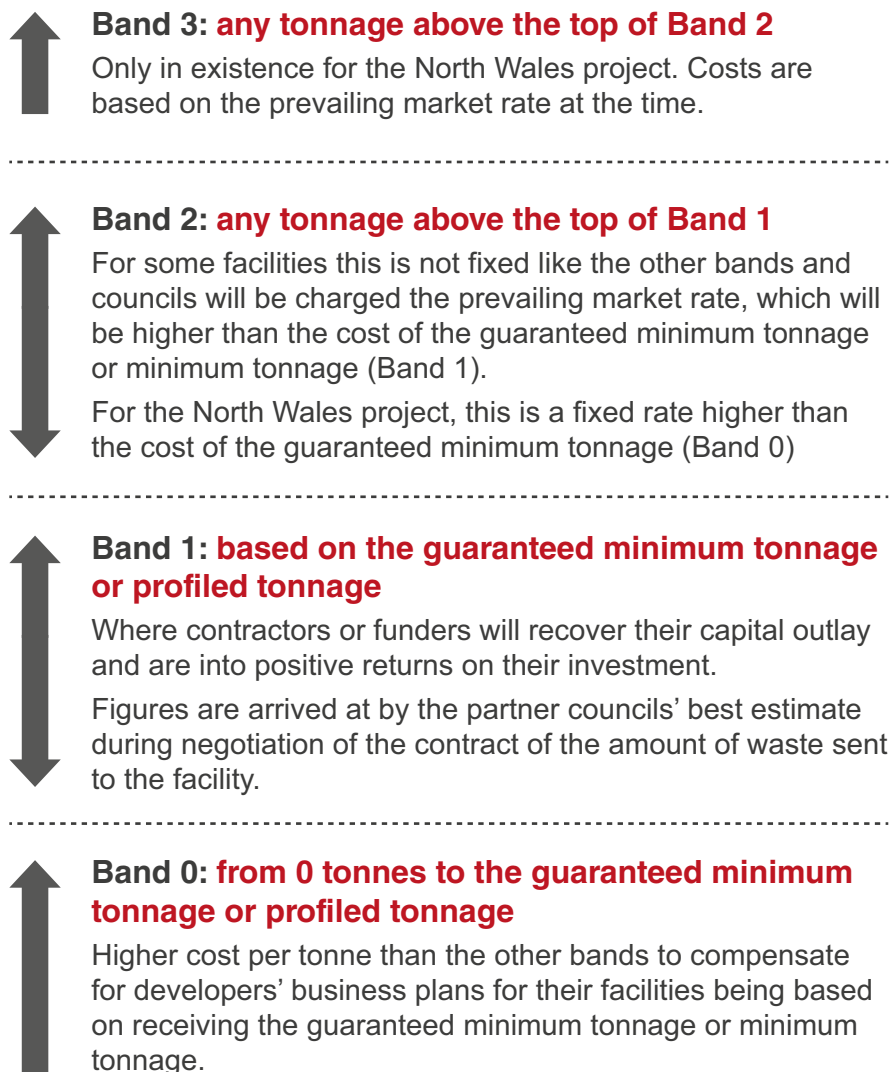 Band 3: any tonnage above the top of Band 2
Only in existence for the North Wales project. Costs are
based on the prevailing market rate at the time.
Band 2: any tonnage above the top of Band 1
For some facilities this is not fixed like the other bands and
councils will be charged the prevailing market rate, which will
be higher than the cost of the guaranteed minimum tonnage
or minimum tonnage (Band 1).
For the North Wales project, this is a fixed rate higher than
the cost of the guaranteed minimum tonnage (Band 0)
Band 1: based on the guaranteed minimum tonnage
or profiled tonnage
Where contractors or funders will recover their capital outlay
and are into positive returns on their investment.
Figures are arrived at by the partner councils’ best estimate
during negotiation of the contract of the amount of waste sent
to the facility.
Band 0: from 0 tonnes to the guaranteed minimum
tonnage or profiled tonnage
Higher cost per tonne than the other bands to compensate
for developers’ business plans for their facilities being based
on receiving the guaranteed minimum tonnage or minimum
tonnage.